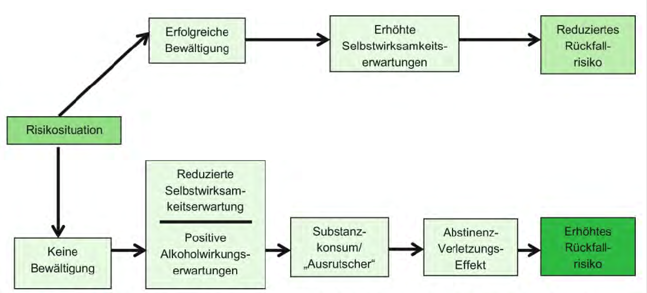 Erfolgreiche
Bewältigung
Erhöhte
Selbstwirksamkeits-
erwartungen
Reduziertes
Rückfall-
risiko
Risikosituation
Keine
Bewältigung
Reduzierte
Selbstwirksam-
keitserwartung
Positive
Alkoholwirkungs-
erwartungen
Substanz-
konsum/
„Ausrutscher“
Abstinenz-
Verletzungs-
Effekt
Erhöhtes
Rückfall-
risiko